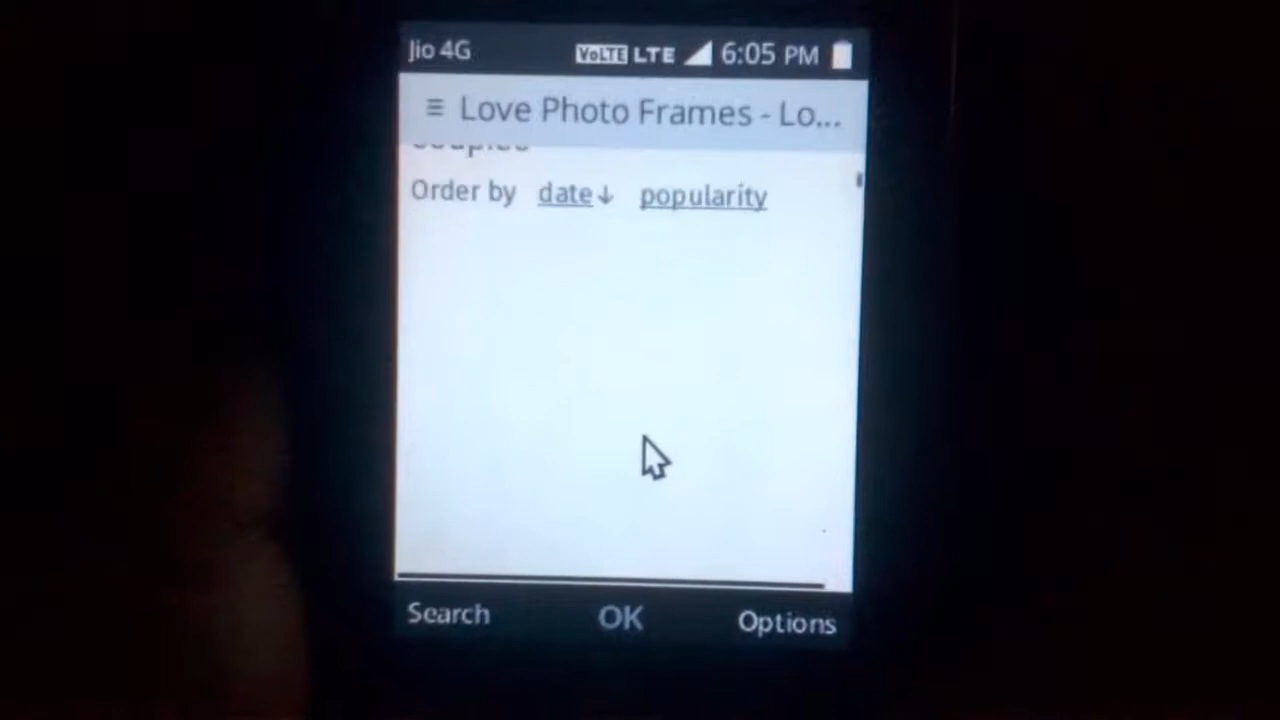 Jio 4G VoLTE LTE 6:05 PM
≡ Love Photo Frames - Lo...
Order by date↓ popularity
Search OK Options